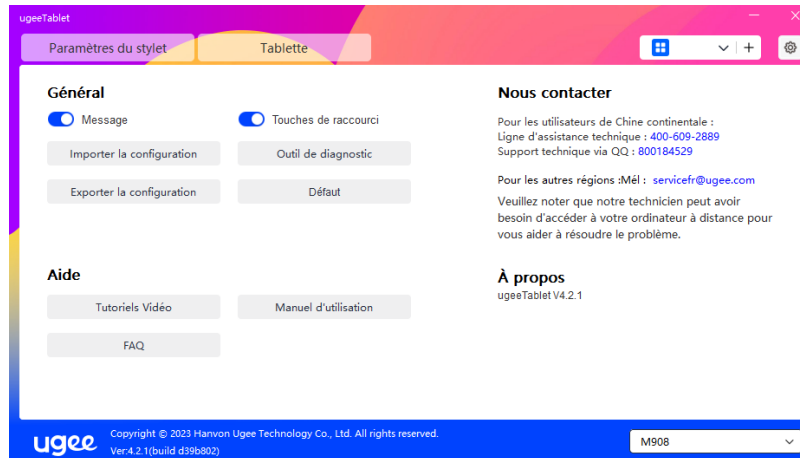 ugeeTablet
Paramètres du stylet
Tablette
Général
Message
Touches de raccourci
Importer la configuration
Outil de diagnostic
Exporter la configuration
Défaut
Aide
Tutoriels Vidéo
Manuel d'utilisation
FAQ
Nous contacter
Pour les utilisateurs de Chine continentale :
Ligne d'assistance technique : 400-609-2889
Support technique via QQ : 800184529
Pour les autres régions :Mél : servicefr@ugee.com
Veuillez noter que notre technicien peut avoir
besoin d'accéder à votre ordinateur à distance pour
vous aider à résoudre le problème.
À propos
ugeeTablet V4.2.1
ugee
Copyright © 2023 Hanvon Ugee Technology Co., Ltd. All rights reserved.
Ver:4.2.1(build d39b802)
M908